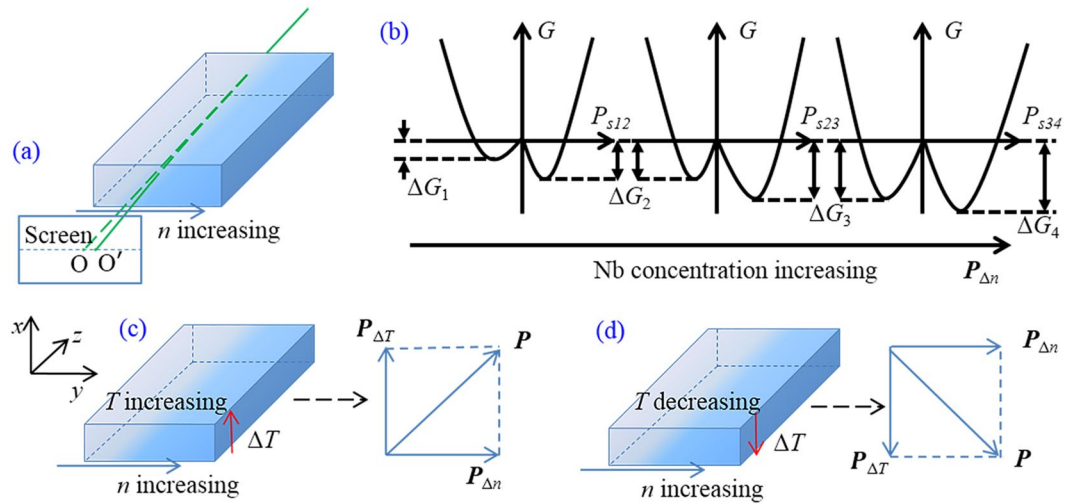 (a)
Screen
O O′
n increasing
(b)
G G G
Ps12 Ps23 Ps34
ΔG1 ΔG2 ΔG3 ΔG4
Nb concentration increasing PΔn
x
z
y
(c)
T increasing
ΔT
n increasing
PΔT P
PΔn
(d)
T decreasing
ΔT
n increasing
PΔn
PΔT P